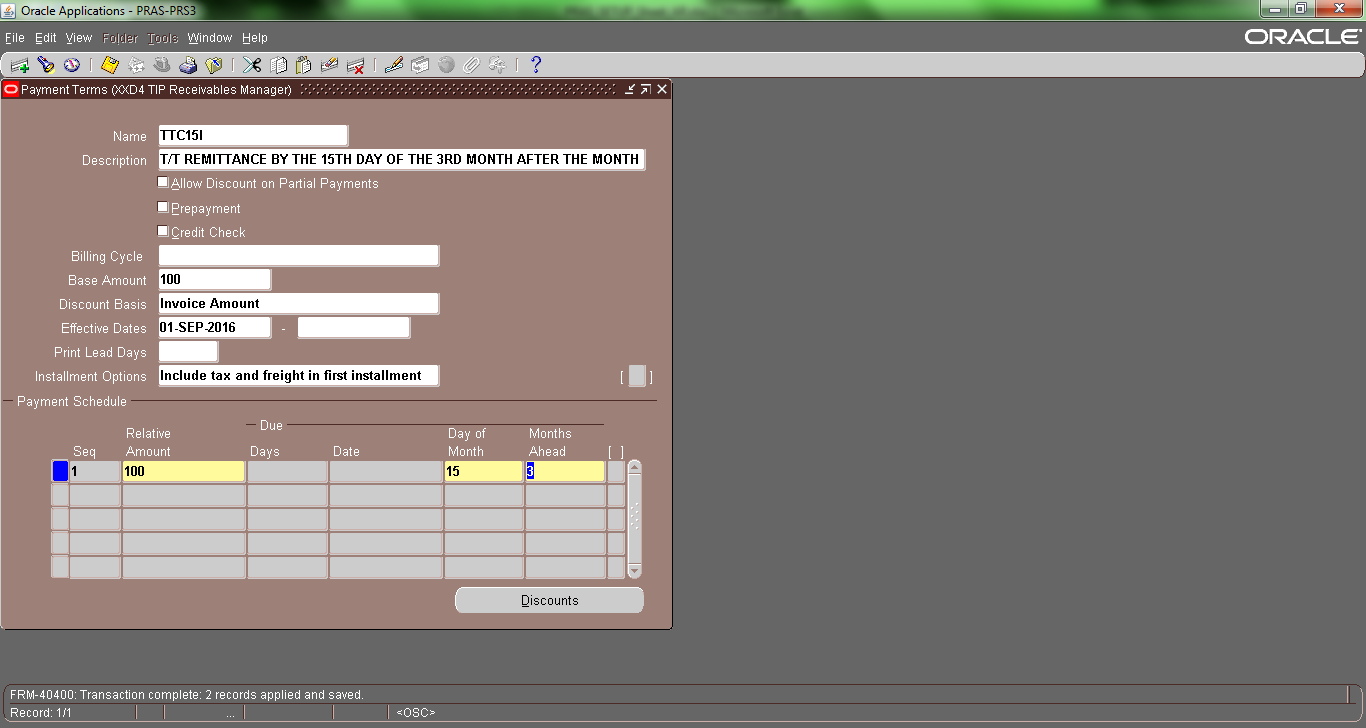 Oracle Applications - PRAS-PRS3
File Edit View Folder Tools Window Help
ORACLE
Payment Terms (XXD4 TIP Receivables Manager)
Name TTC15I
Description T/T REMITTANCE BY THE 15TH DAY OF THE 3RD MONTH AFTER THE MONTH
Allow Discount on Partial Payments
Prepayment
Credit Check
Billing Cycle
Base Amount 100
Discount Basis Invoice Amount
Effective Dates 01-SEP-2016 -
Print Lead Days
Installment Options Include tax and freight in first installment [ ]
Payment Schedule
Due
Relative Day of Months
Seq Amount Days Date Month Ahead [ ]
1 100 15 3
Discounts
FRM-40400: Transaction complete: 2 records applied and saved.
Record: 1/1 ... <OSC>